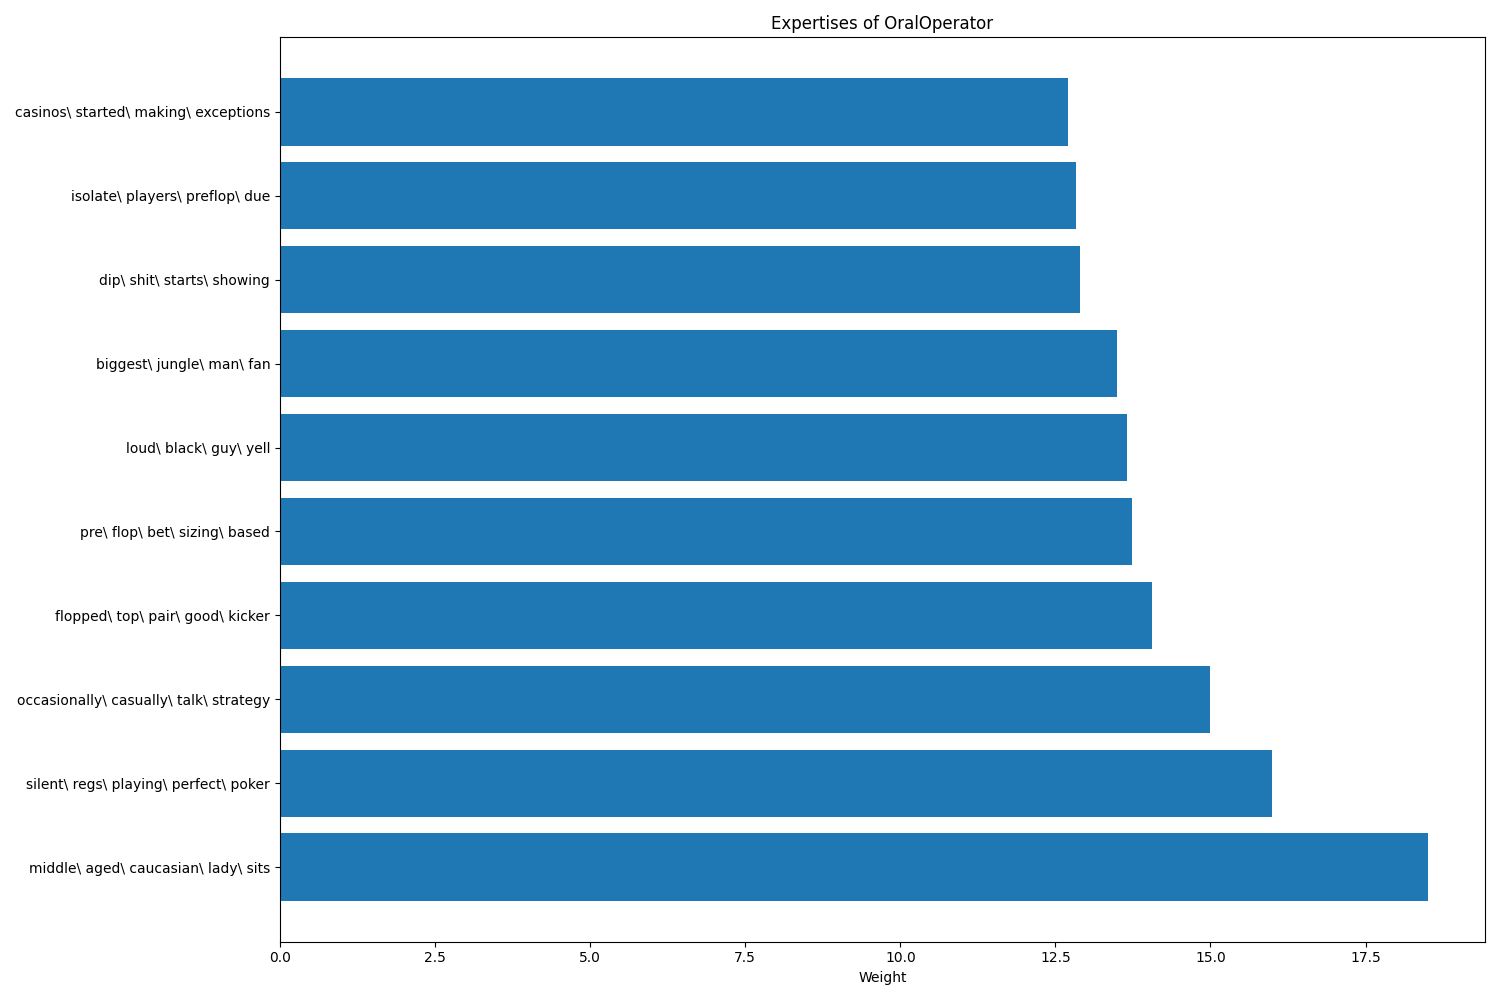 Expertises of OralOperator
casinos\ started\ making\ exceptions
isolate\ players\ preflop\ due
dip\ shit\ starts\ showing
biggest\ jungle\ man\ fan
loud\ black\ guy\ yell
pre\ flop\ bet\ sizing\ based
flopped\ top\ pair\ good\ kicker
occasionally\ casually\ talk\ strategy
silent\ regs\ playing\ perfect\ poker
middle\ aged\ caucasian\ lady\ sits
0.0 2.5 5.0 7.5 10.0 12.5 15.0 17.5
Weight